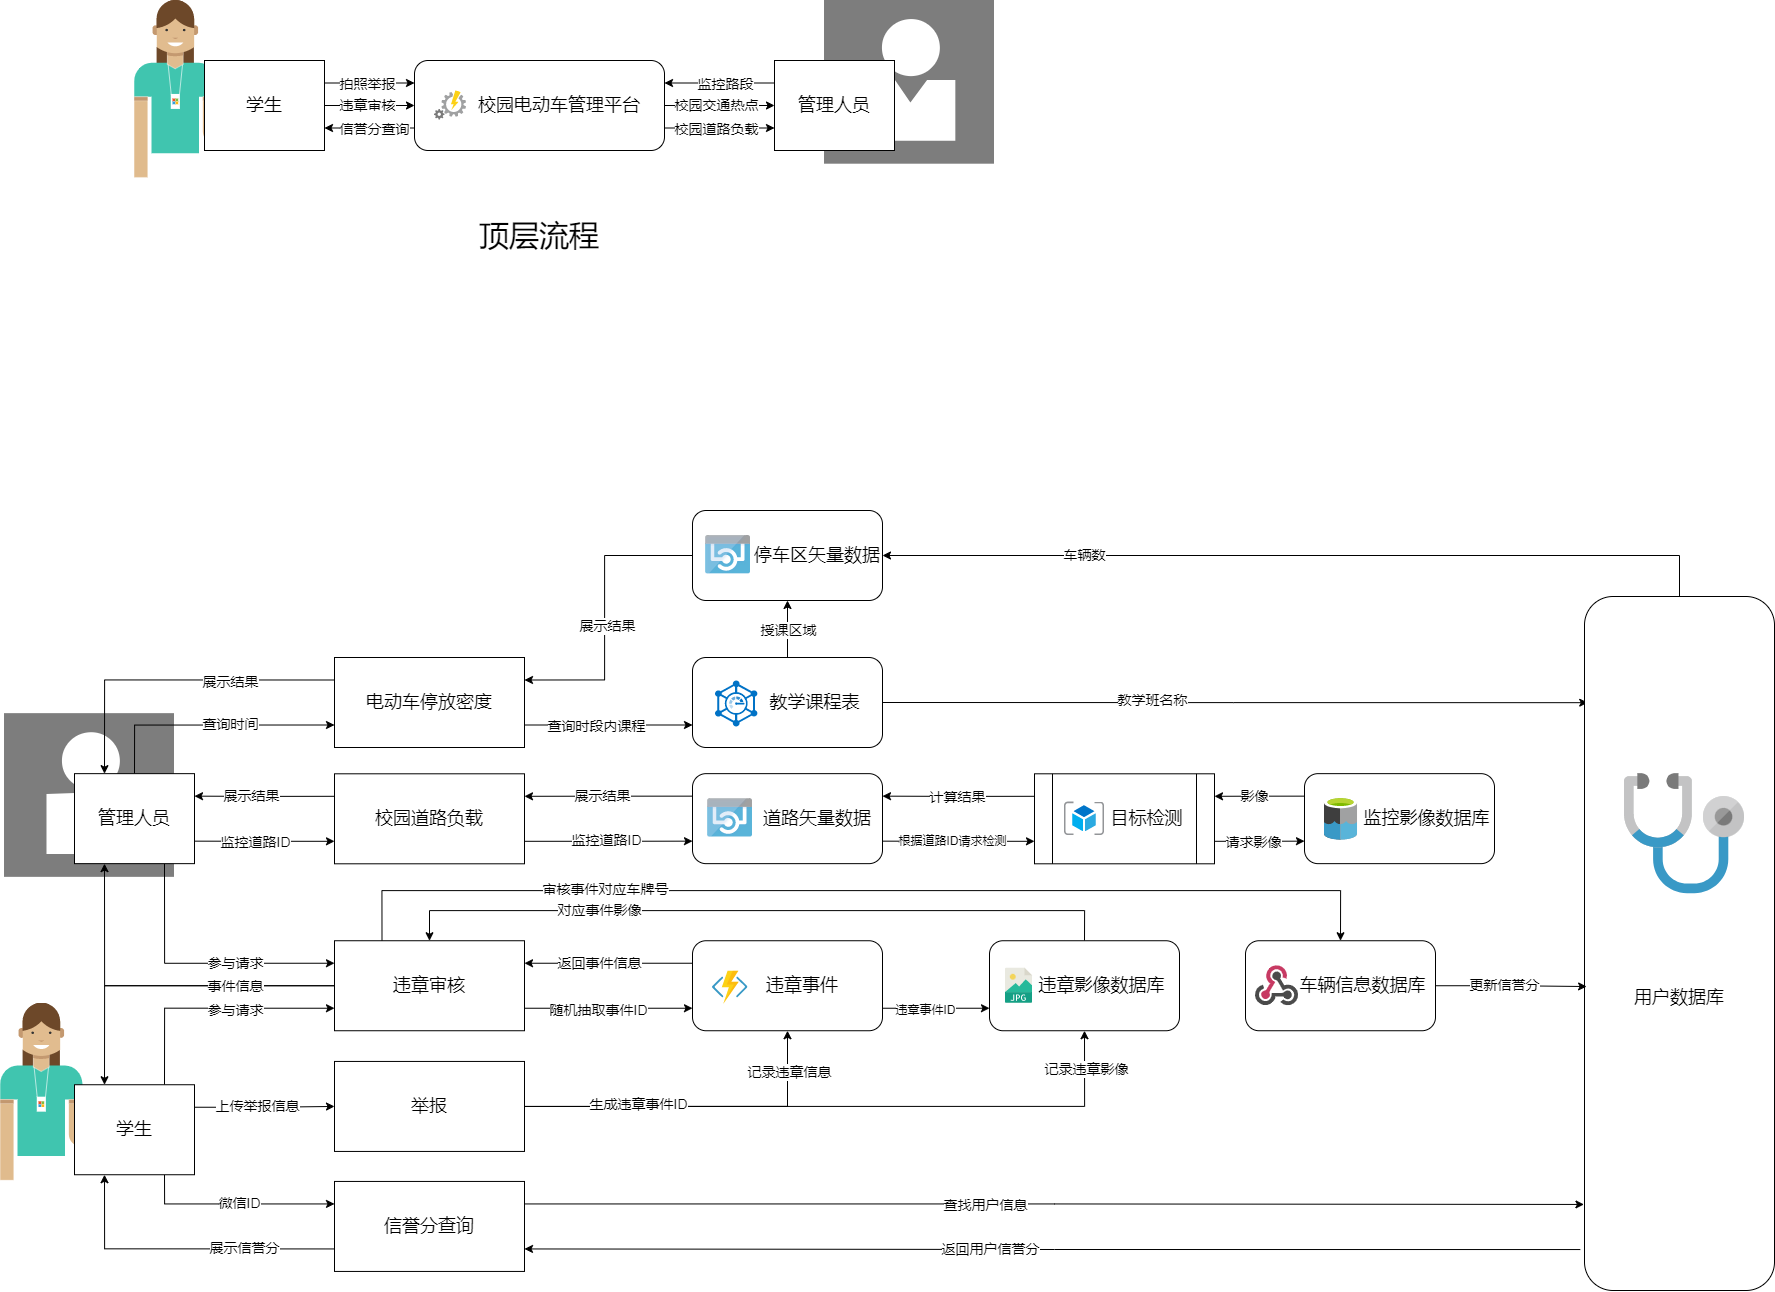 拍照举报
监控路段
学生
违章审核
校园电动车管理平台
校园交通热点
管理人员
信誉分查询
校园道路负载
顶层流程
停车区矢量数据
车辆数
展示结果
授课区域
展示结果
电动车停放密度
教学课程表
教学班名称
查询时间
查询时段内课程
展示结果
展示结果
计算结果
影像
管理人员
校园道路负载
道路矢量数据
目标检测
监控影像数据库
监控道路ID
监控道路ID
根据道路ID请求检测
请求影像
审核事件对应车牌号
对应事件影像
参与请求
返回事件信息
事件信息
违章审核
违章事件
违章影像数据库
车辆信息数据库
更新信誉分
用户数据库
参与请求
随机抽取事件ID
违章事件ID
JPG
记录违章信息
记录违章影像
上传举报信息
举报
生成违章事件ID
学生
微信ID
查找用户信息
信誉分查询
展示信誉分
返回用户信誉分